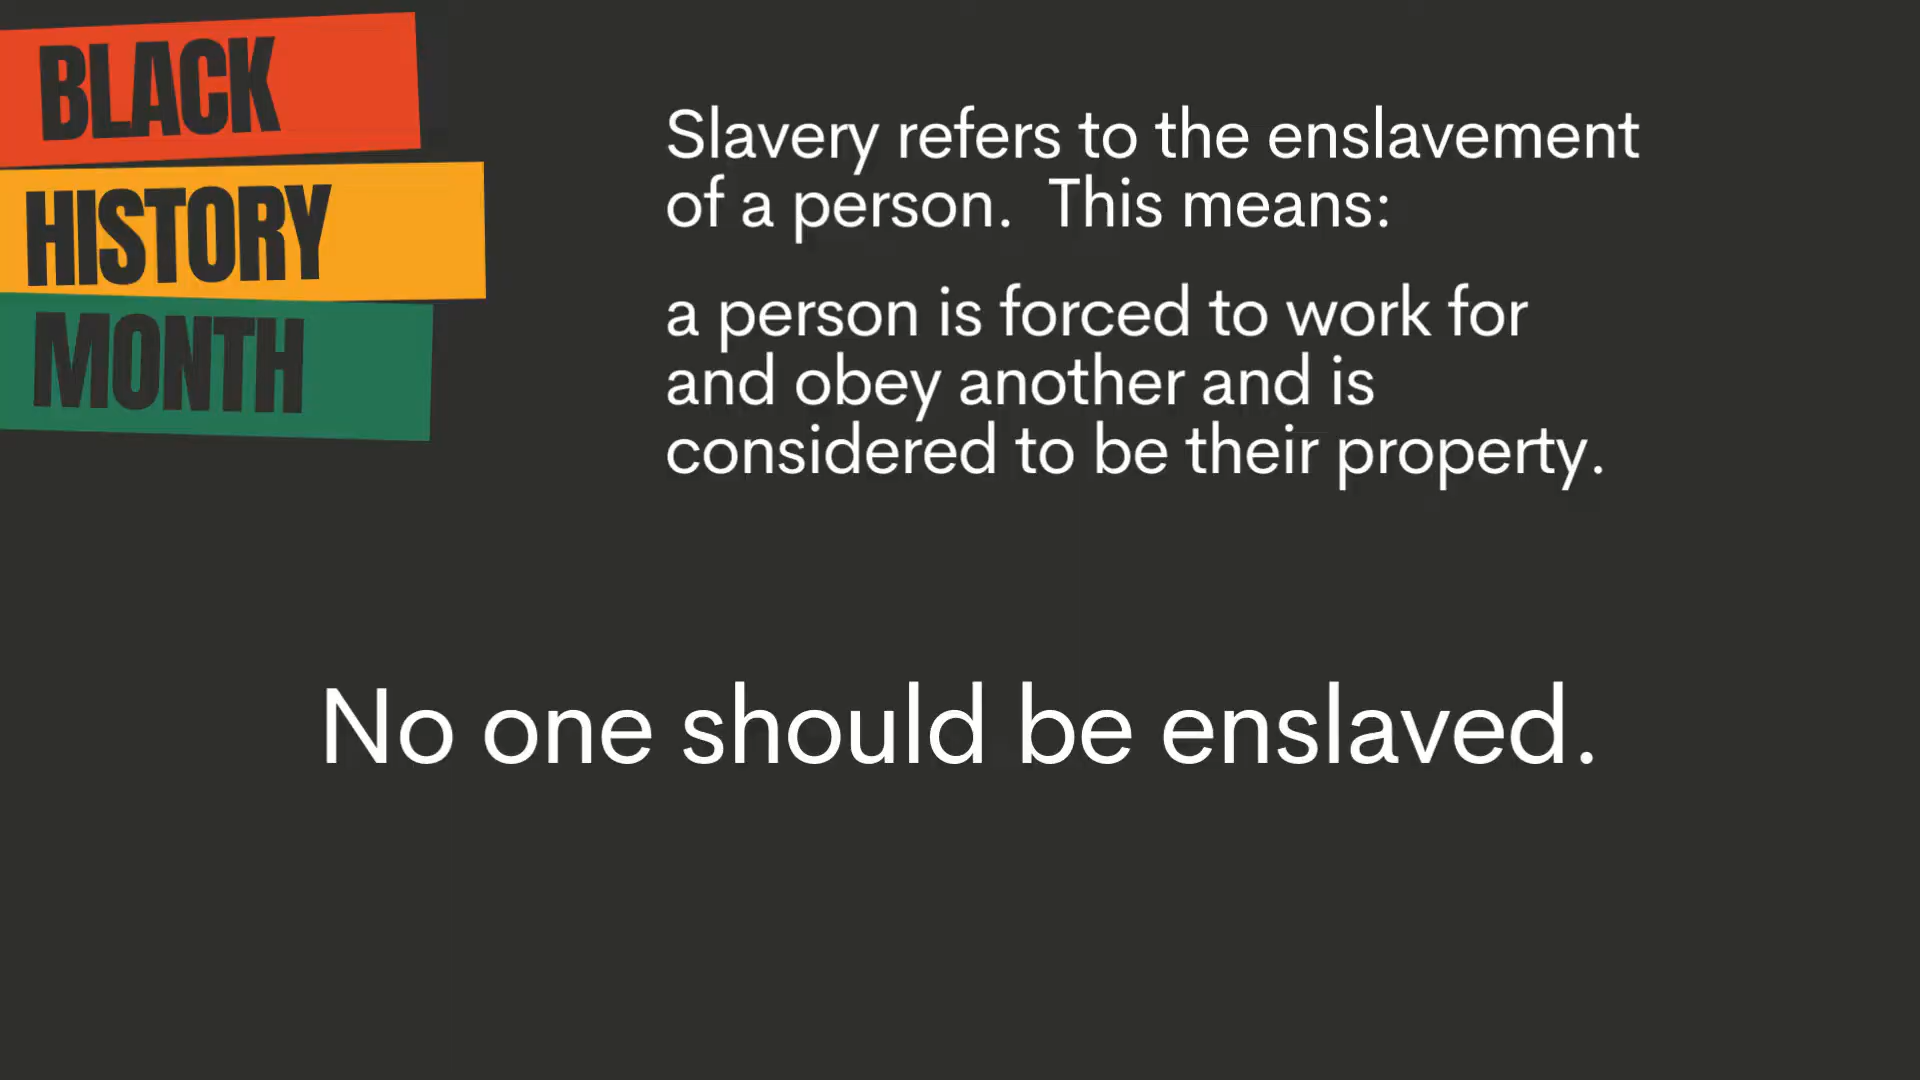 BLACK
HISTORY
MONTH
Slavery refers to the enslavement
of a person.  This means:
a person is forced to work for
and obey another and is
considered to be their property.
No one should be enslaved.